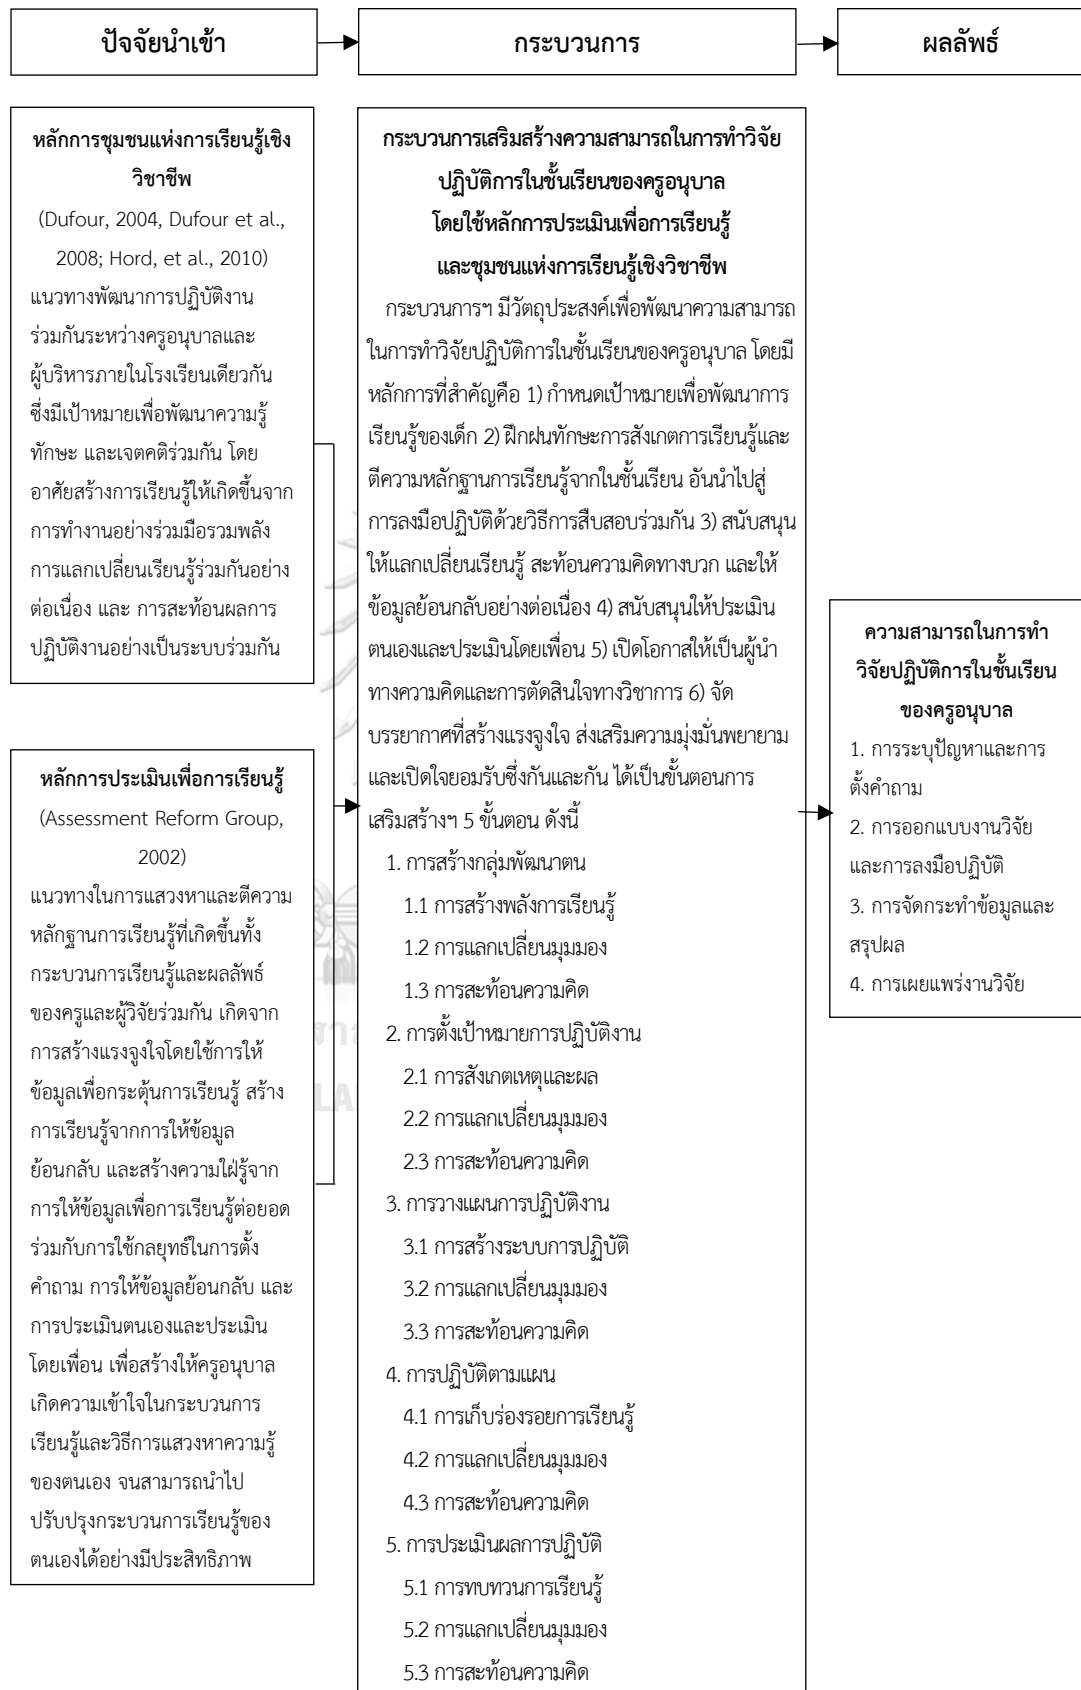 ปัจจัยนำเข้า
กระบวนการ
ผลลัพธ์
หลักการชุมชนแห่งการเรียนรู้เชิง
วิชาชีพ
(Dufour, 2004, Dufour et al.,
2008; Hord, et al., 2010)
แนวทางพัฒนาการปฏิบัติงาน
ร่วมกันระหว่างครูอนุบาลและ
ผู้บริหารภายในโรงเรียนเดียวกัน
ซึ่งมีเป้าหมายเพื่อพัฒนาความรู้
ทักษะ และเจตคติร่วมกัน โดย
อาศัยสร้างการเรียนรู้ให้เกิดขึ้นจาก
การทำงานอย่างร่วมมือรวมพลัง
การแลกเปลี่ยนเรียนรู้ร่วมกันอย่าง
ต่อเนื่อง และ การสะท้อนผลการ
ปฏิบัติงานอย่างเป็นระบบร่วมกัน
หลักการประเมินเพื่อการเรียนรู้
(Assessment Reform Group,
2002)
แนวทางในการแสวงหาและตีความ
หลักฐานการเรียนรู้ที่เกิดขึ้นทั้ง
กระบวนการเรียนรู้และผลลัพธ์
ของครูและผู้วิจัยร่วมกัน เกิดจาก
การสร้างแรงจูงใจโดยใช้การให้
ข้อมูลเพื่อกระตุ้นการเรียนรู้ สร้าง
การเรียนรู้จากการให้ข้อมูล
ย้อนกลับ และสร้างความใฝ่รู้จาก
การให้ข้อมูลเพื่อการเรียนรู้ต่อยอด
ร่วมกับการใช้กลยุทธ์ในการตั้ง
คำถาม การให้ข้อมูลย้อนกลับ และ
การประเมินตนเองและประเมิน
โดยเพื่อน เพื่อสร้างให้ครูอนุบาล
เกิดความเข้าใจในกระบวนการ
เรียนรู้และวิธีการแสวงหาความรู้
ของตนเอง จนสามารถนำไป
ปรับปรุงกระบวนการเรียนรู้ของ
ตนเองได้อย่างมีประสิทธิภาพ
กระบวนการเสริมสร้างความสามารถในการทำวิจัย
ปฏิบัติการในชั้นเรียนของครูอนุบาล
โดยใช้หลักการประเมินเพื่อการเรียนรู้
และชุมชนแห่งการเรียนรู้เชิงวิชาชีพ
กระบวนการฯ มีวัตถุประสงค์เพื่อพัฒนาความสามารถ
ในการทำวิจัยปฏิบัติการในชั้นเรียนของครูอนุบาล โดยมี
หลักการที่สำคัญคือ 1) กำหนดเป้าหมายเพื่อพัฒนาการ
เรียนรู้ของเด็ก 2) ฝึกฝนทักษะการสังเกตการเรียนรู้และ
ตีความหลักฐานการเรียนรู้จากในชั้นเรียน อันนำไปสู่
การลงมือปฏิบัติด้วยวิธีการสืบสอบร่วมกัน 3) สนับสนุน
ให้แลกเปลี่ยนเรียนรู้ สะท้อนความคิดทางบวก และให้
ข้อมูลย้อนกลับอย่างต่อเนื่อง 4) สนับสนุนให้ประเมิน
ตนเองและประเมินโดยเพื่อน 5) เปิดโอกาสให้เป็นผู้นำ
ทางความคิดและการตัดสินใจทางวิชาการ 6) จัด
บรรยากาศที่สร้างแรงจูงใจ ส่งเสริมความมุ่งมั่นพยายาม
และเปิดใจยอมรับซึ่งกันและกัน ได้เป็นขั้นตอนการ
เสริมสร้างฯ 5 ขั้นตอน ดังนี้
1. การสร้างกลุ่มพัฒนาตน
1.1 การสร้างพลังการเรียนรู้
1.2 การแลกเปลี่ยนมุมมอง
1.3 การสะท้อนความคิด
2. การตั้งเป้าหมายการปฏิบัติงาน
2.1 การสังเกตเหตุและผล
2.2 การแลกเปลี่ยนมุมมอง
2.3 การสะท้อนความคิด
3. การวางแผนการปฏิบัติงาน
3.1 การสร้างระบบการปฏิบัติ
3.2 การแลกเปลี่ยนมุมมอง
3.3 การสะท้อนความคิด
4. การปฏิบัติตามแผน
4.1 การเก็บร่องรอยการเรียนรู้
4.2 การแลกเปลี่ยนมุมมอง
4.3 การสะท้อนความคิด
5. การประเมินผลการปฏิบัติ
5.1 การทบทวนการเรียนรู้
5.2 การแลกเปลี่ยนมุมมอง
5.3 การสะท้อนความคิด
ความสามารถในการทำ
วิจัยปฏิบัติการในชั้นเรียน
ของครูอนุบาล
1. การระบุปัญหาและการ
ตั้งคำถาม
2. การออกแบบงานวิจัย
และการลงมือปฏิบัติ
3. การจัดกระทำข้อมูลและ
สรุปผล
4. การเผยแพร่งานวิจัย